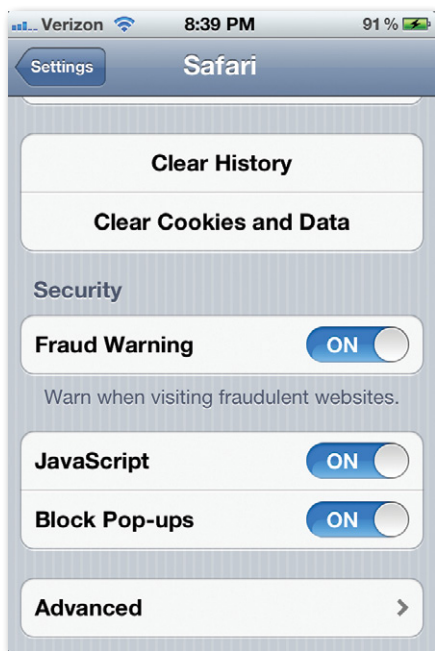 Verizon 8:39 PM 91 %
Settings Safari
Clear History
Clear Cookies and Data
Security
Fraud Warning ON
Warn when visiting fraudulent websites.
JavaScript ON
Block Pop-ups ON
Advanced